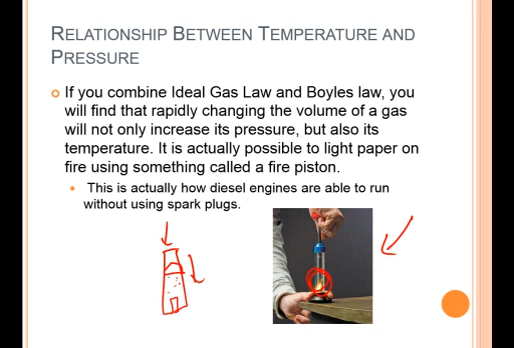 RELATIONSHIP BETWEEN TEMPERATURE AND
PRESSURE
If you combine Ideal Gas Law and Boyles law, you
will find that rapidly changing the volume of a gas
will not only increase its pressure, but also its
temperature. It is actually possible to light paper on
fire using something called a fire piston.
This is actually how diesel engines are able to run
without using spark plugs.